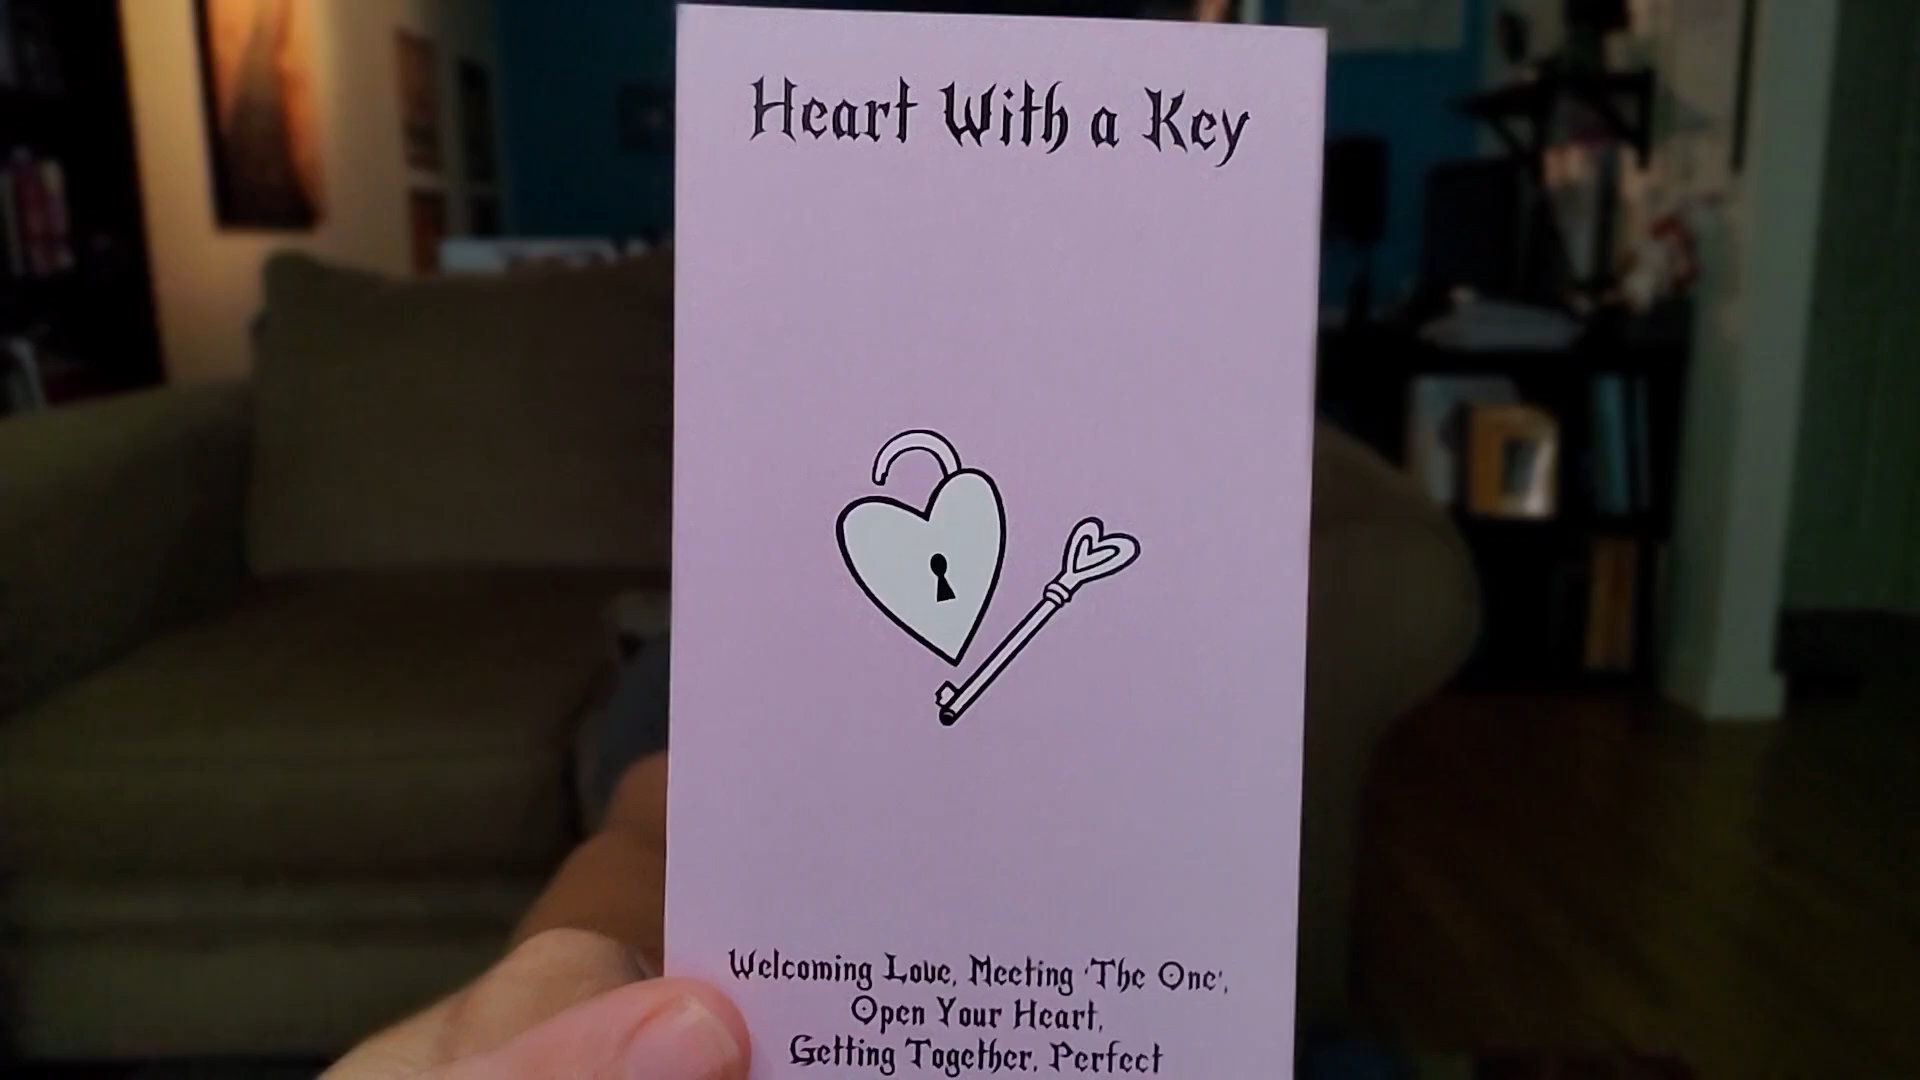 Heart With a Key
Welcoming Love, Meeting 'The One',
Open Your Heart,
Getting Together, Perfect